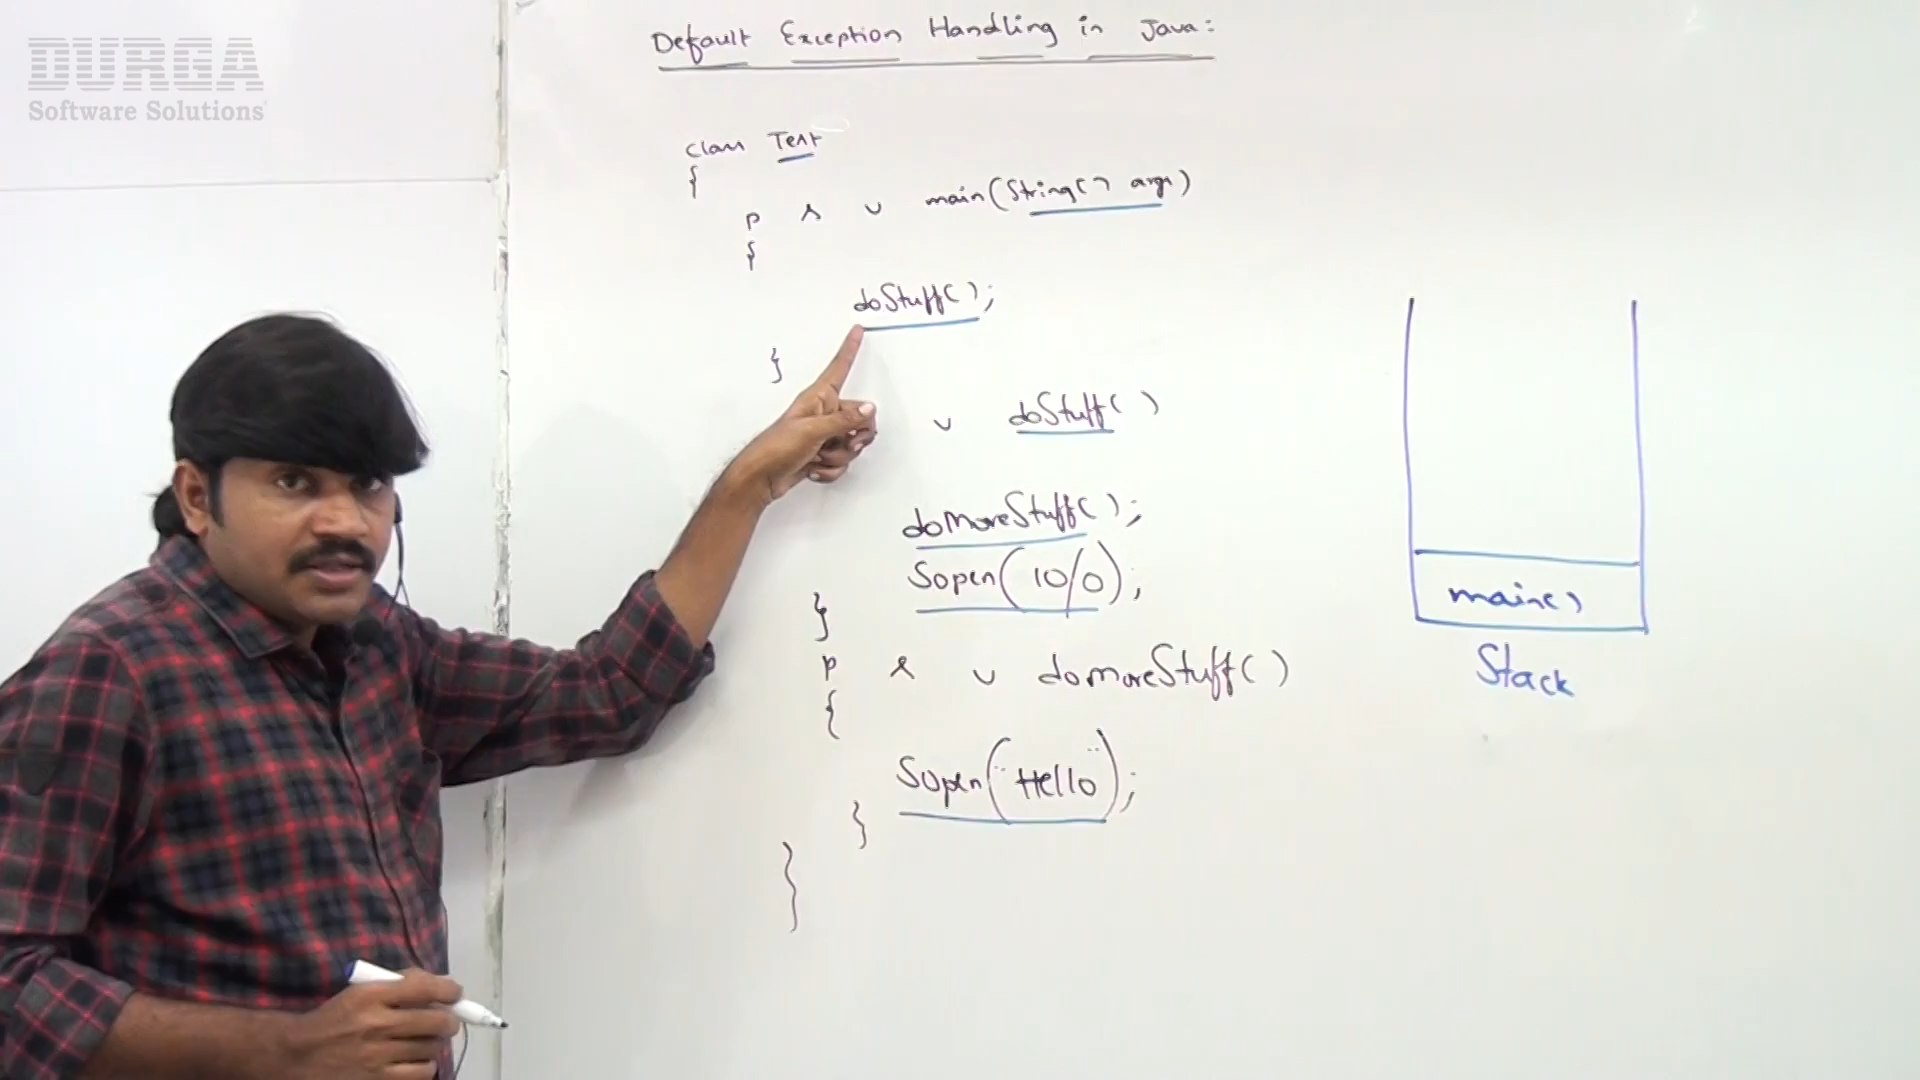 DURGA
Software Solutions
Default Exception Handling in Java:
class Test
{
p s v main(String[] args)
{
doStuff();
}
v doStuff( )
doMoreStuff();
Sopln(10/0);
}
p s v doMoreStuff()
{
Sopln("Hello");
}
}
main()
Stack